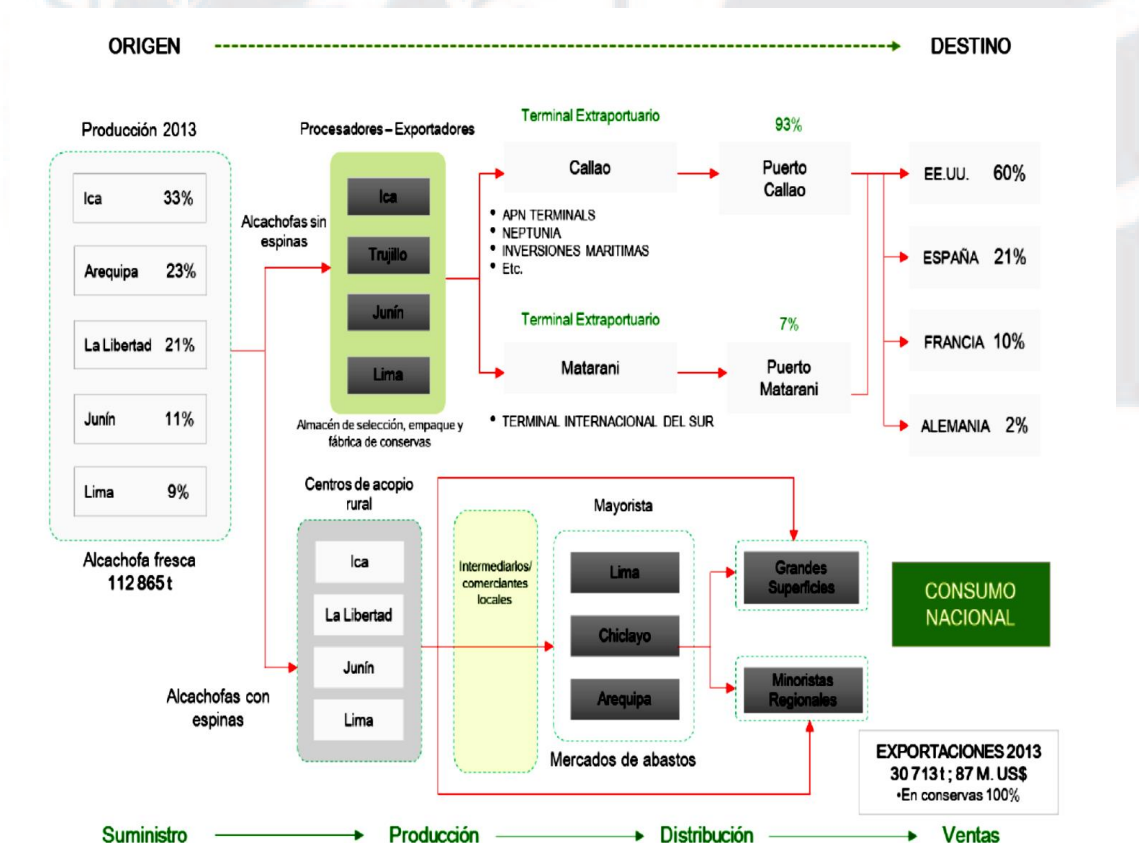 ORIGEN
DESTINO
Producción 2013
Ica 33%
Arequipa 23%
La Libertad 21%
Junín 11%
Lima 9%
Alcachofa fresca
112 865 t
Alcachofas sin
espinas
Alcachofas con
espinas
Procesadores – Exportadores
Ica
Trujillo
Junín
Lima
Almacén de selección, empaque y
fábrica de conservas
Terminal Extraportuario
Callao
• APN TERMINALS
• NEPTUNIA
• INVERSIONES MARITIMAS
• Etc.
Terminal Extraportuario
Matarani
• TERMINAL INTERNACIONAL DEL SUR
93%
Puerto
Callao
7%
Puerto
Matarani
EE.UU. 60%
ESPAÑA 21%
FRANCIA 10%
ALEMANIA 2%
Centros de acopio
rural
Ica
La Libertad
Junín
Lima
Intermediarios/
comerciantes
locales
Mayorista
Lima
Chiclayo
Arequipa
Mercados de abastos
Grandes
Superficies
Minoristas
Regionales
CONSUMO
NACIONAL
EXPORTACIONES 2013
30 713 t ; 87 M. US$
•En conservas 100%
Suministro
Producción
Distribución
Ventas